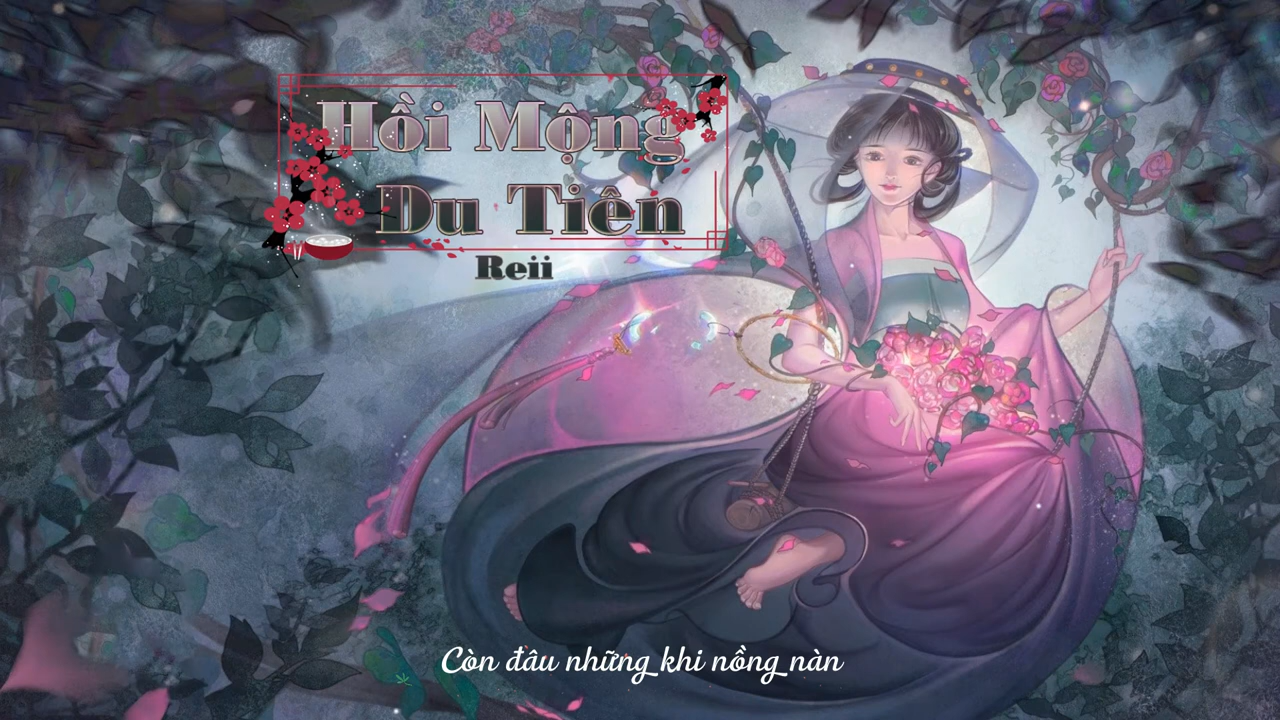 Hồi Mộng
Du Tiên
Reii
Còn đâu những khi nồng nàn